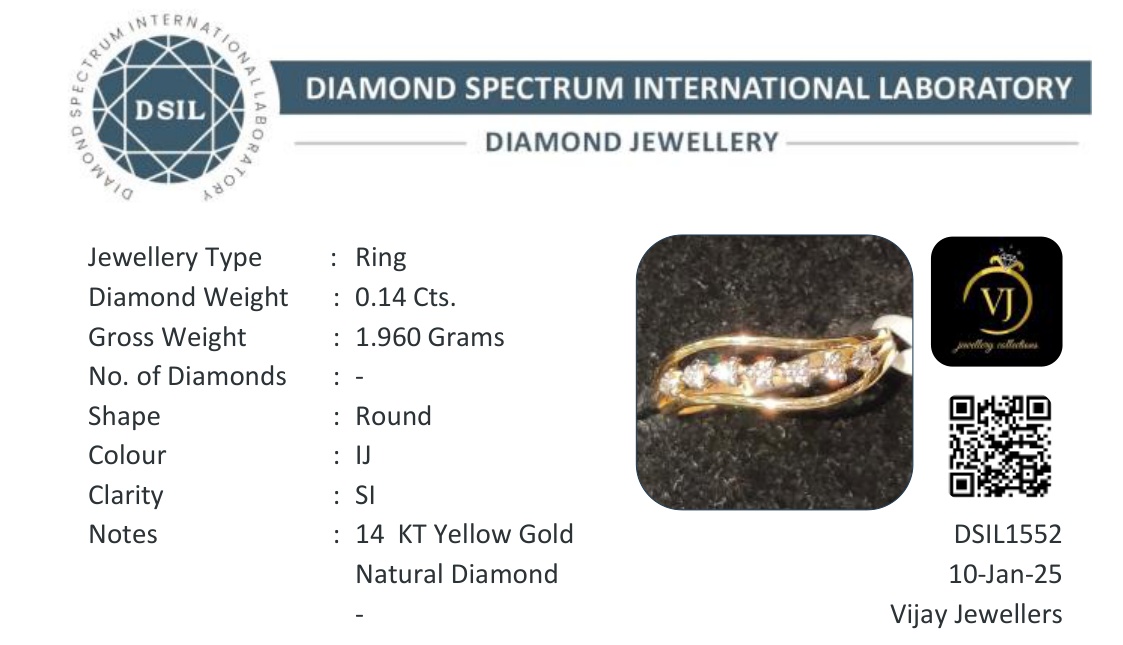 DIAMOND SPECTRUM INTERNATIONAL LABORATORY
DSIL
DIAMOND SPECTRUM INTERNATIONAL LABORATORY
DIAMOND JEWELLERY
Jewellery Type : Ring
Diamond Weight : 0.14 Cts.
Gross Weight : 1.960 Grams
No. of Diamonds : -
Shape : Round
Colour : IJ
Clarity : SI
Notes : 14 KT Yellow Gold
Natural Diamond
-
VJ
jewellery collections
DSIL1552
10-Jan-25
Vijay Jewellers